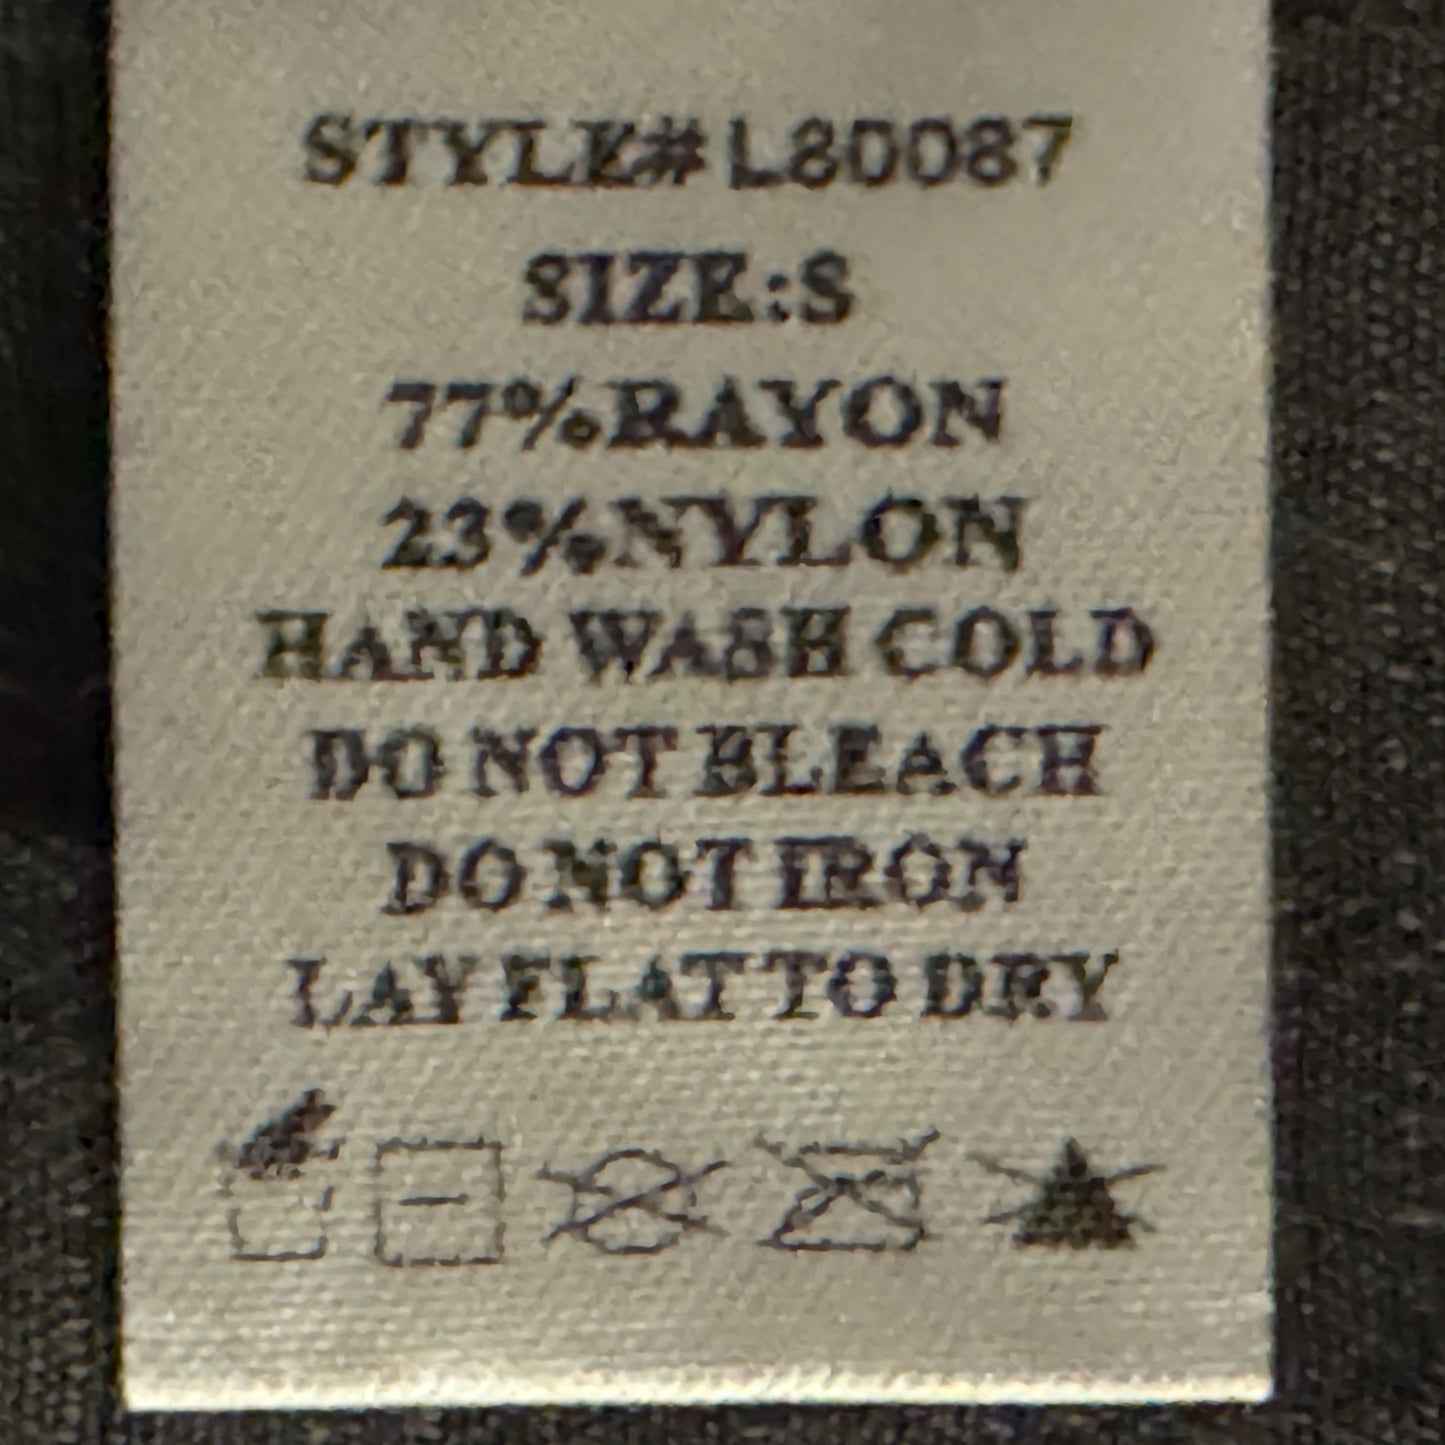 STYLE# L80087
SIZE:S
77%RAYON
23%NYLON
HAND WASH COLD
DO NOT BLEACH
DO NOT IRON
LAY FLAT TO DRY